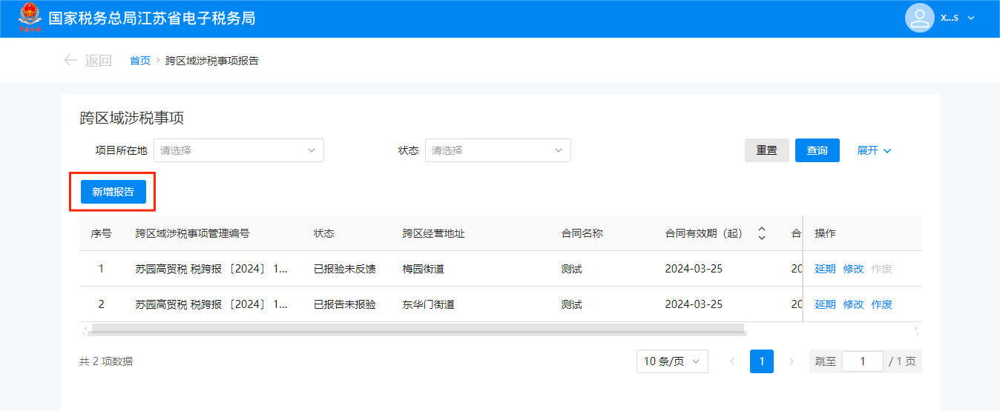 国家税务总局江苏省电子税务局 x...s
返回 首页 › 跨区域涉税事项报告
跨区域涉税事项
项目所在地 请选择 状态 请选择 重置 查询 展开
新增报告
序号 跨区域涉税事项管理编号 状态 跨区经营地址 合同名称 合同有效期（起） 合 操作
1 苏园高贸税 税跨报 〔2024〕 1... 已报验未反馈 梅园街道 测试 2024-03-25 20 延期 修改 作废
2 苏园高贸税 税跨报 〔2024〕 1... 已报告未报验 东华门街道 测试 2024-03-25 20 延期 修改 作废
共 2 项数据 10 条/页 1 跳至 1 / 1 页